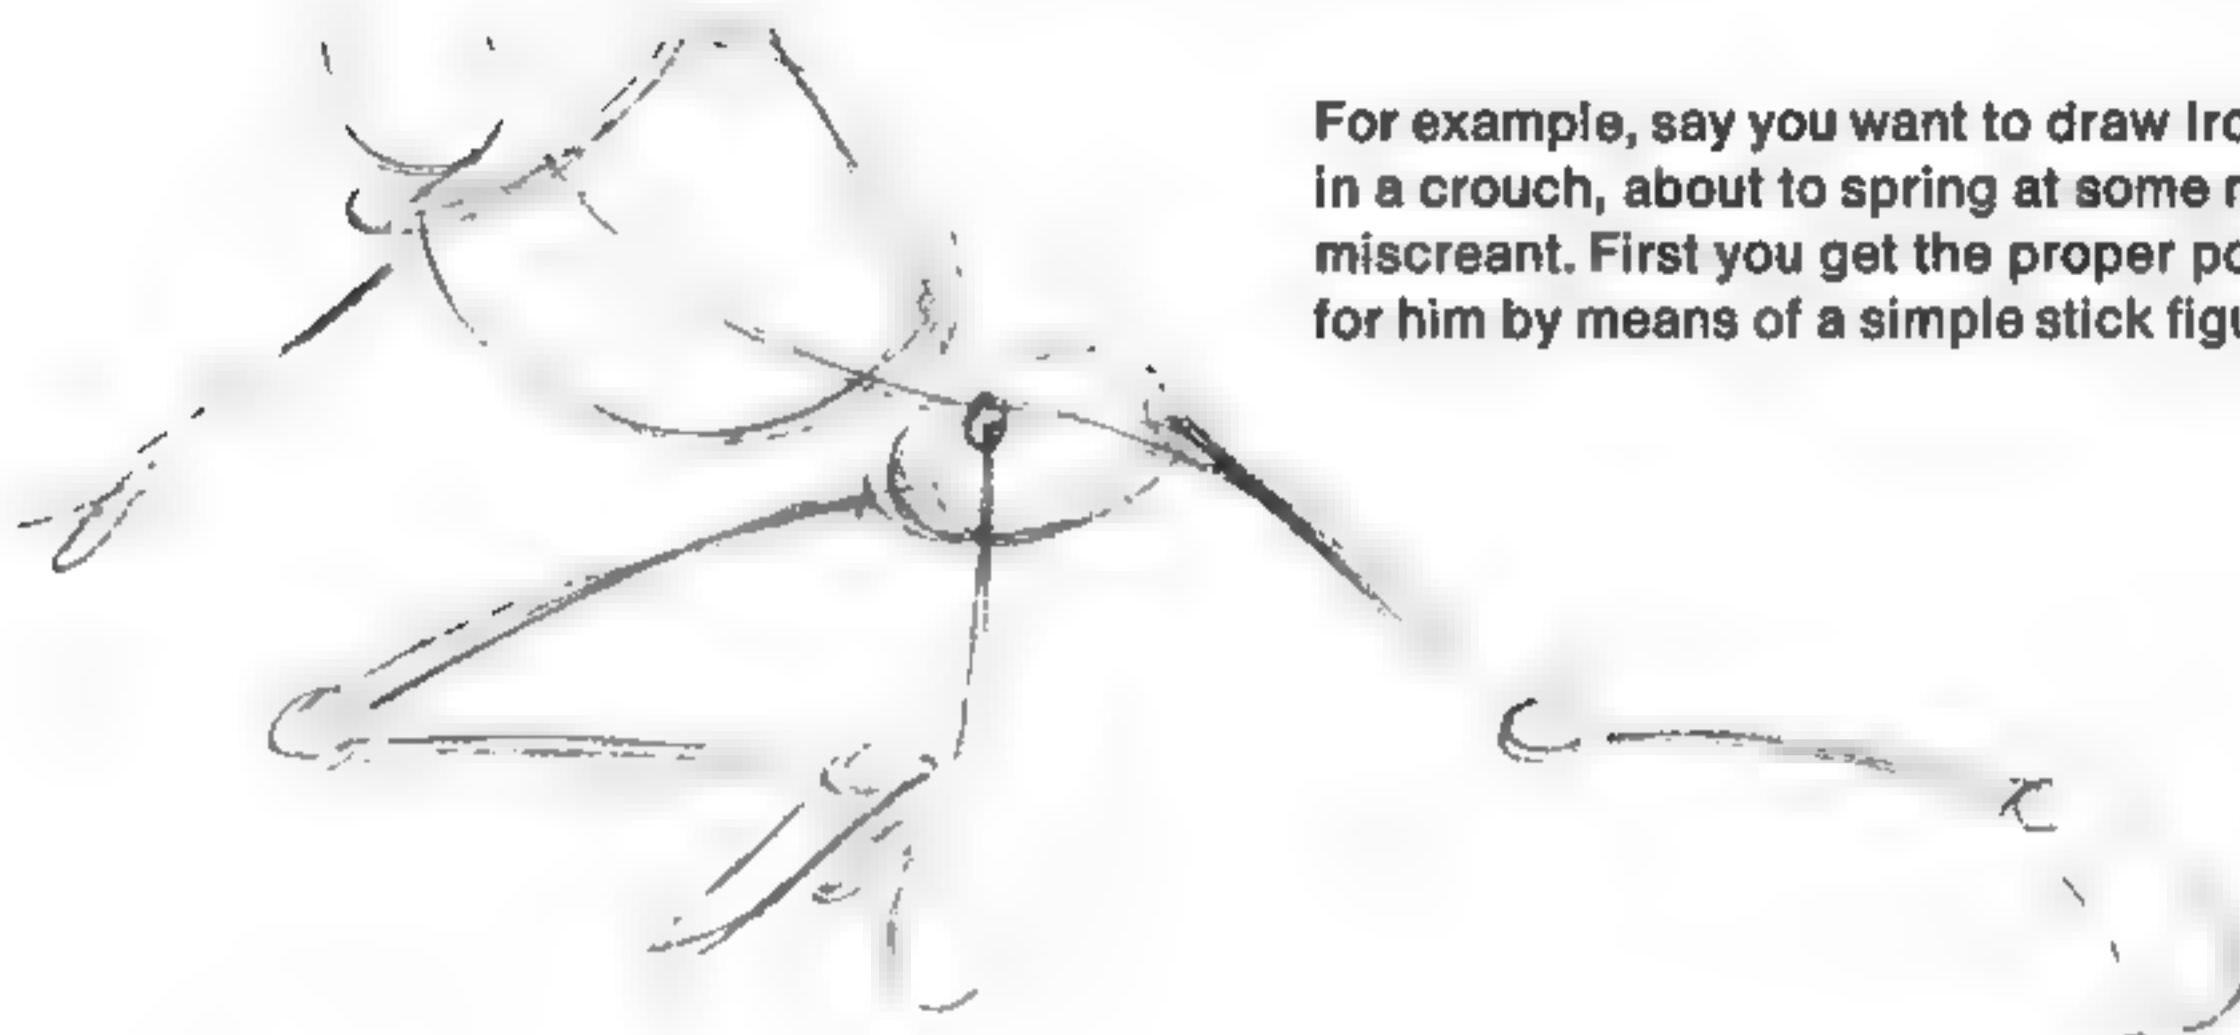 For example, say you want to draw Iro
in a crouch, about to spring at some
miscreant. First you get the proper po
for him by means of a simple stick figu